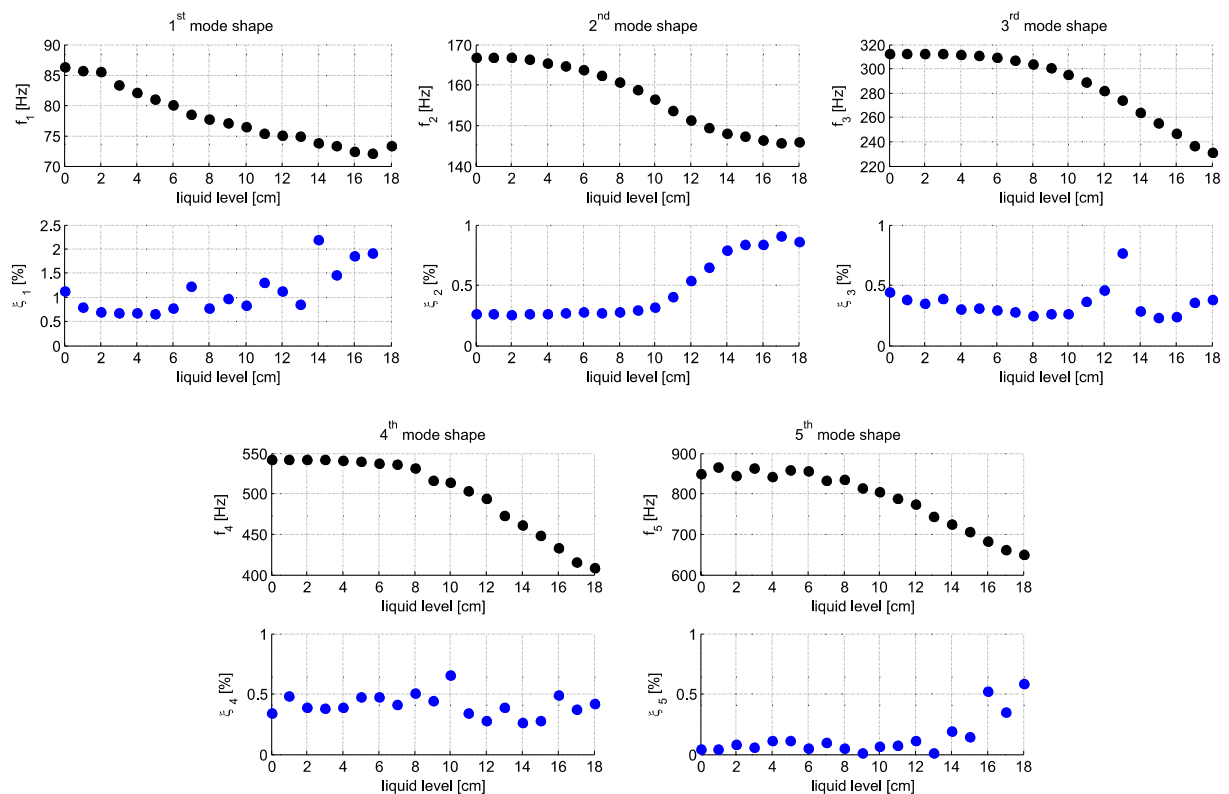 1st mode shape
2nd mode shape
3rd mode shape
90
85
80
75
70
f1 [Hz]
0 2 4 6 8 10 12 14 16 18
liquid level [cm]
170
160
150
140
f2 [Hz]
0 2 4 6 8 10 12 14 16 18
liquid level [cm]
320
300
280
260
240
220
f3 [Hz]
0 2 4 6 8 10 12 14 16 18
liquid level [cm]
2.5
2
1.5
1
0.5
0
ξ1 [%]
0 2 4 6 8 10 12 14 16 18
liquid level [cm]
1
0.5
0
ξ2 [%]
0 2 4 6 8 10 12 14 16 18
liquid level [cm]
1
0.5
0
ξ3 [%]
0 2 4 6 8 10 12 14 16 18
liquid level [cm]
4th mode shape
5th mode shape
550
500
450
400
f4 [Hz]
0 2 4 6 8 10 12 14 16 18
liquid level [cm]
900
800
700
600
f5 [Hz]
0 2 4 6 8 10 12 14 16 18
liquid level [cm]
1
0.5
0
ξ4 [%]
0 2 4 6 8 10 12 14 16 18
liquid level [cm]
1
0.5
0
ξ5 [%]
0 2 4 6 8 10 12 14 16 18
liquid level [cm]